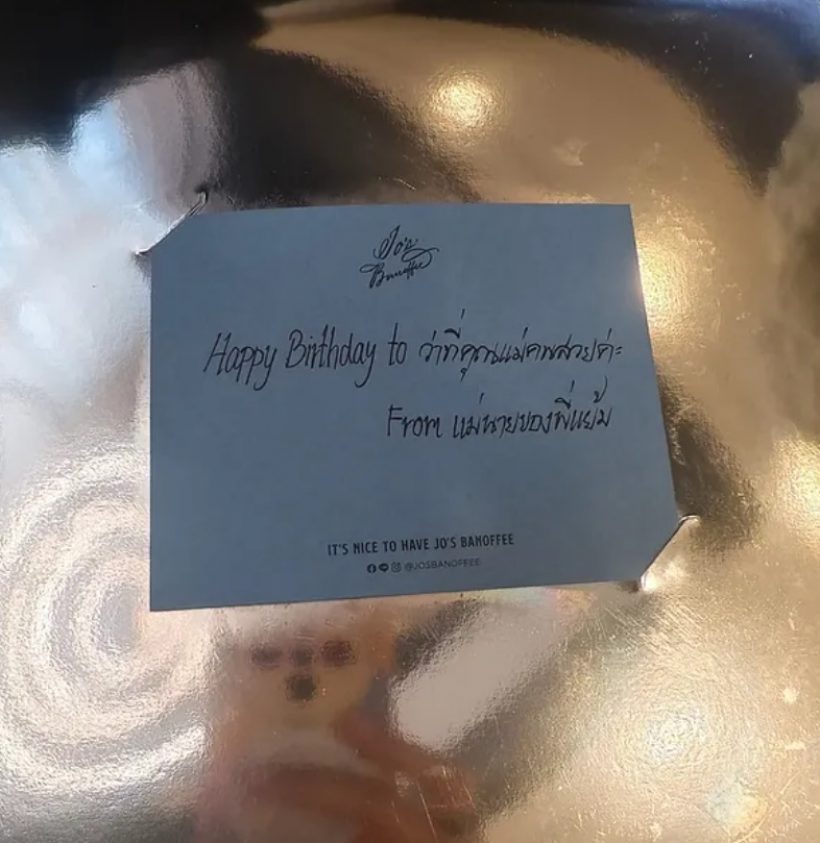 Jo's
Banoffee
Happy Birthday to ว่าที่คุณแม่คนสวยค่ะ
From แม่นายของพี่แย้ม
IT'S NICE TO HAVE JO'S BANOFFEE
@JOSBANOFFEE